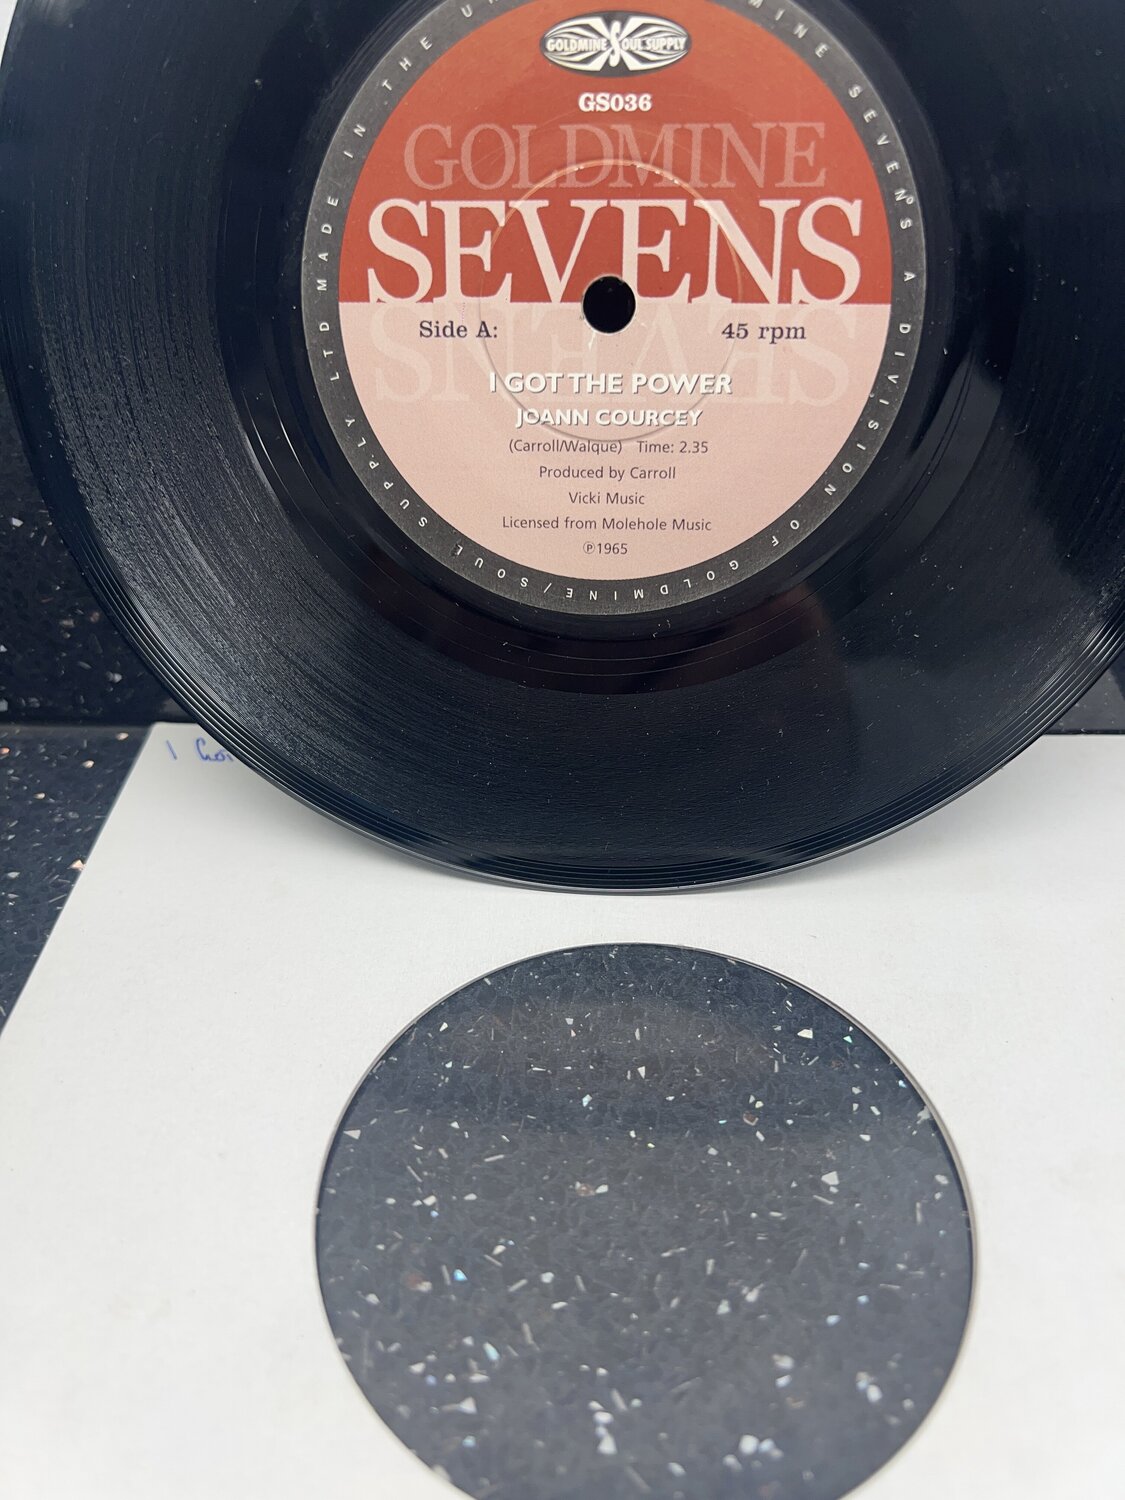 GOLDMINE SOUL SUPPLY
GS036
GOLDMINE
SEVENS
SEVENS
Side A: 45 rpm
I GOT THE POWER
JOANN COURCEY
(Carroll/Walque) Time: 2.35
Produced by Carroll
Vicki Music
Licensed from Molehole Music
℗1965
SEVENS A DIVISION OF GOLDMINE/SOUL SUPPLY LTD MADE IN THE
I Got